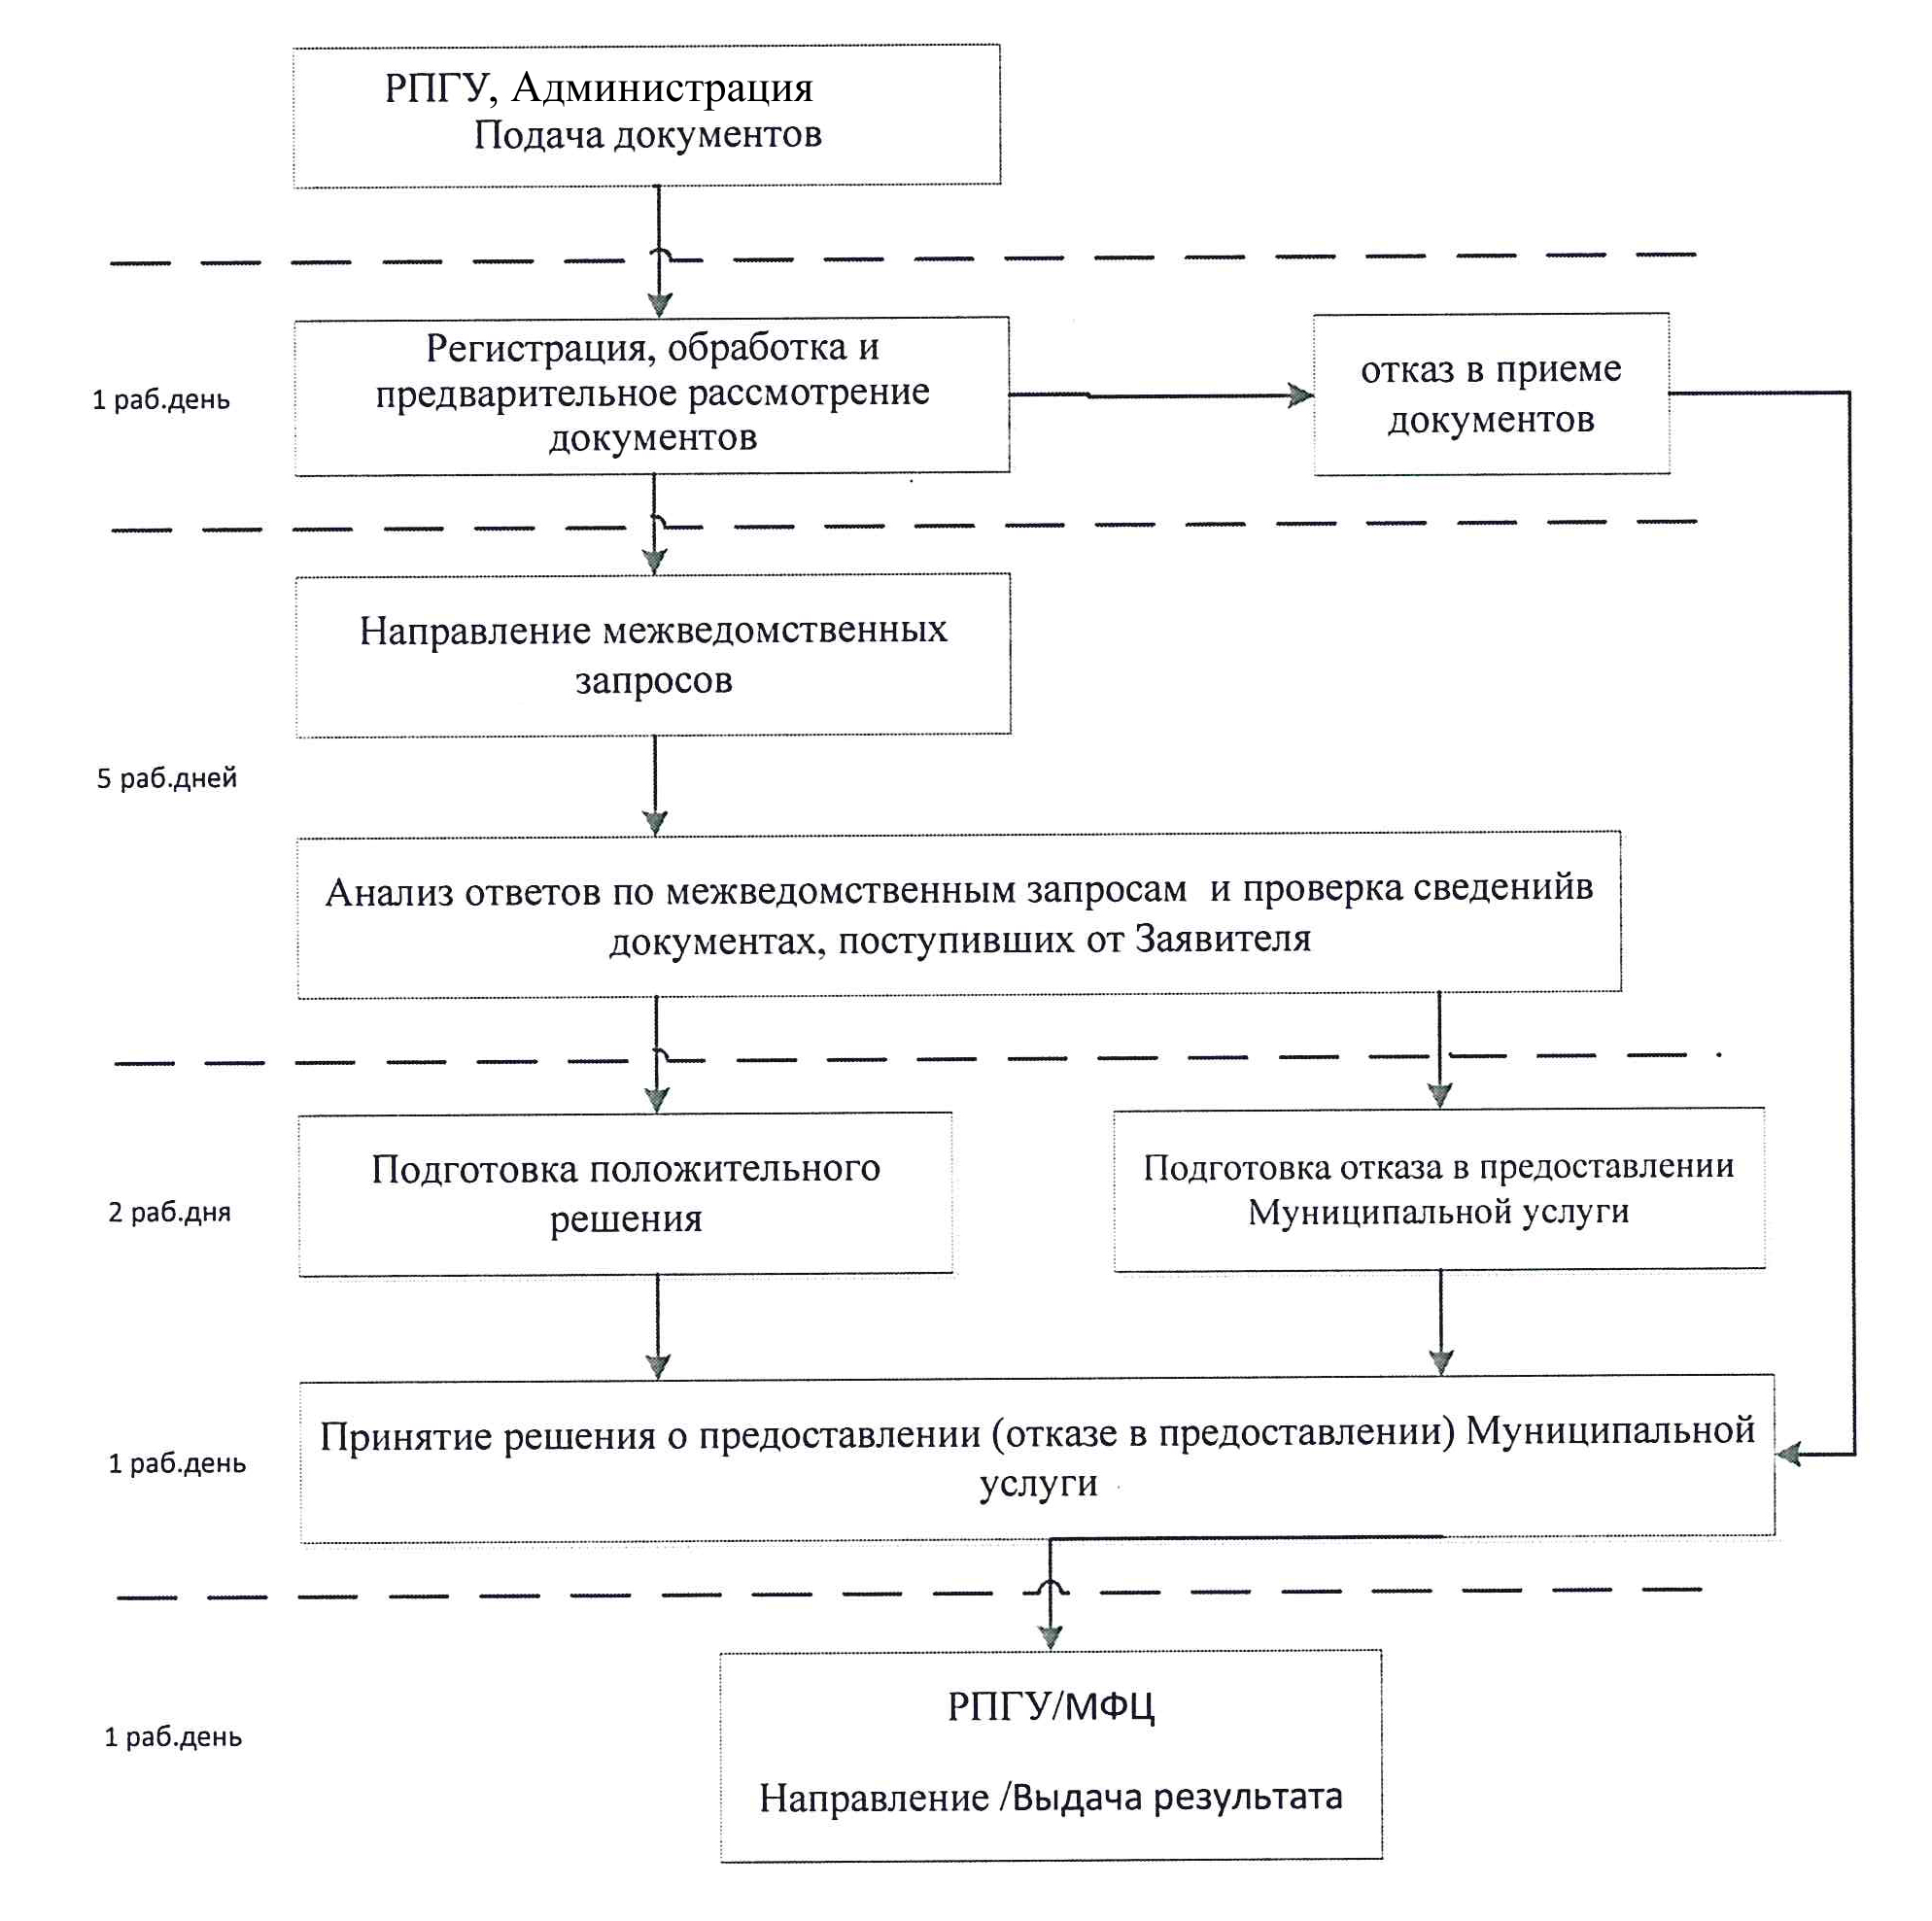 РПГУ, Администрация
Подача документов
Регистрация, обработка и
предварительное рассмотрение
документов
отказ в приеме
документов
1 раб.день
Направление межведомственных
запросов
5 раб.дней
Анализ ответов по межведомственным запросам и проверка сведенийв
документах, поступивших от Заявителя
Подготовка положительного
решения
Подготовка отказа в предоставлении
Муниципальной услуги
2 раб.дня
Принятие решения о предоставлении (отказе в предоставлении) Муниципальной
услуги
1 раб.день
РПГУ/МФЦ
1 раб.день
Направление /Выдача результата